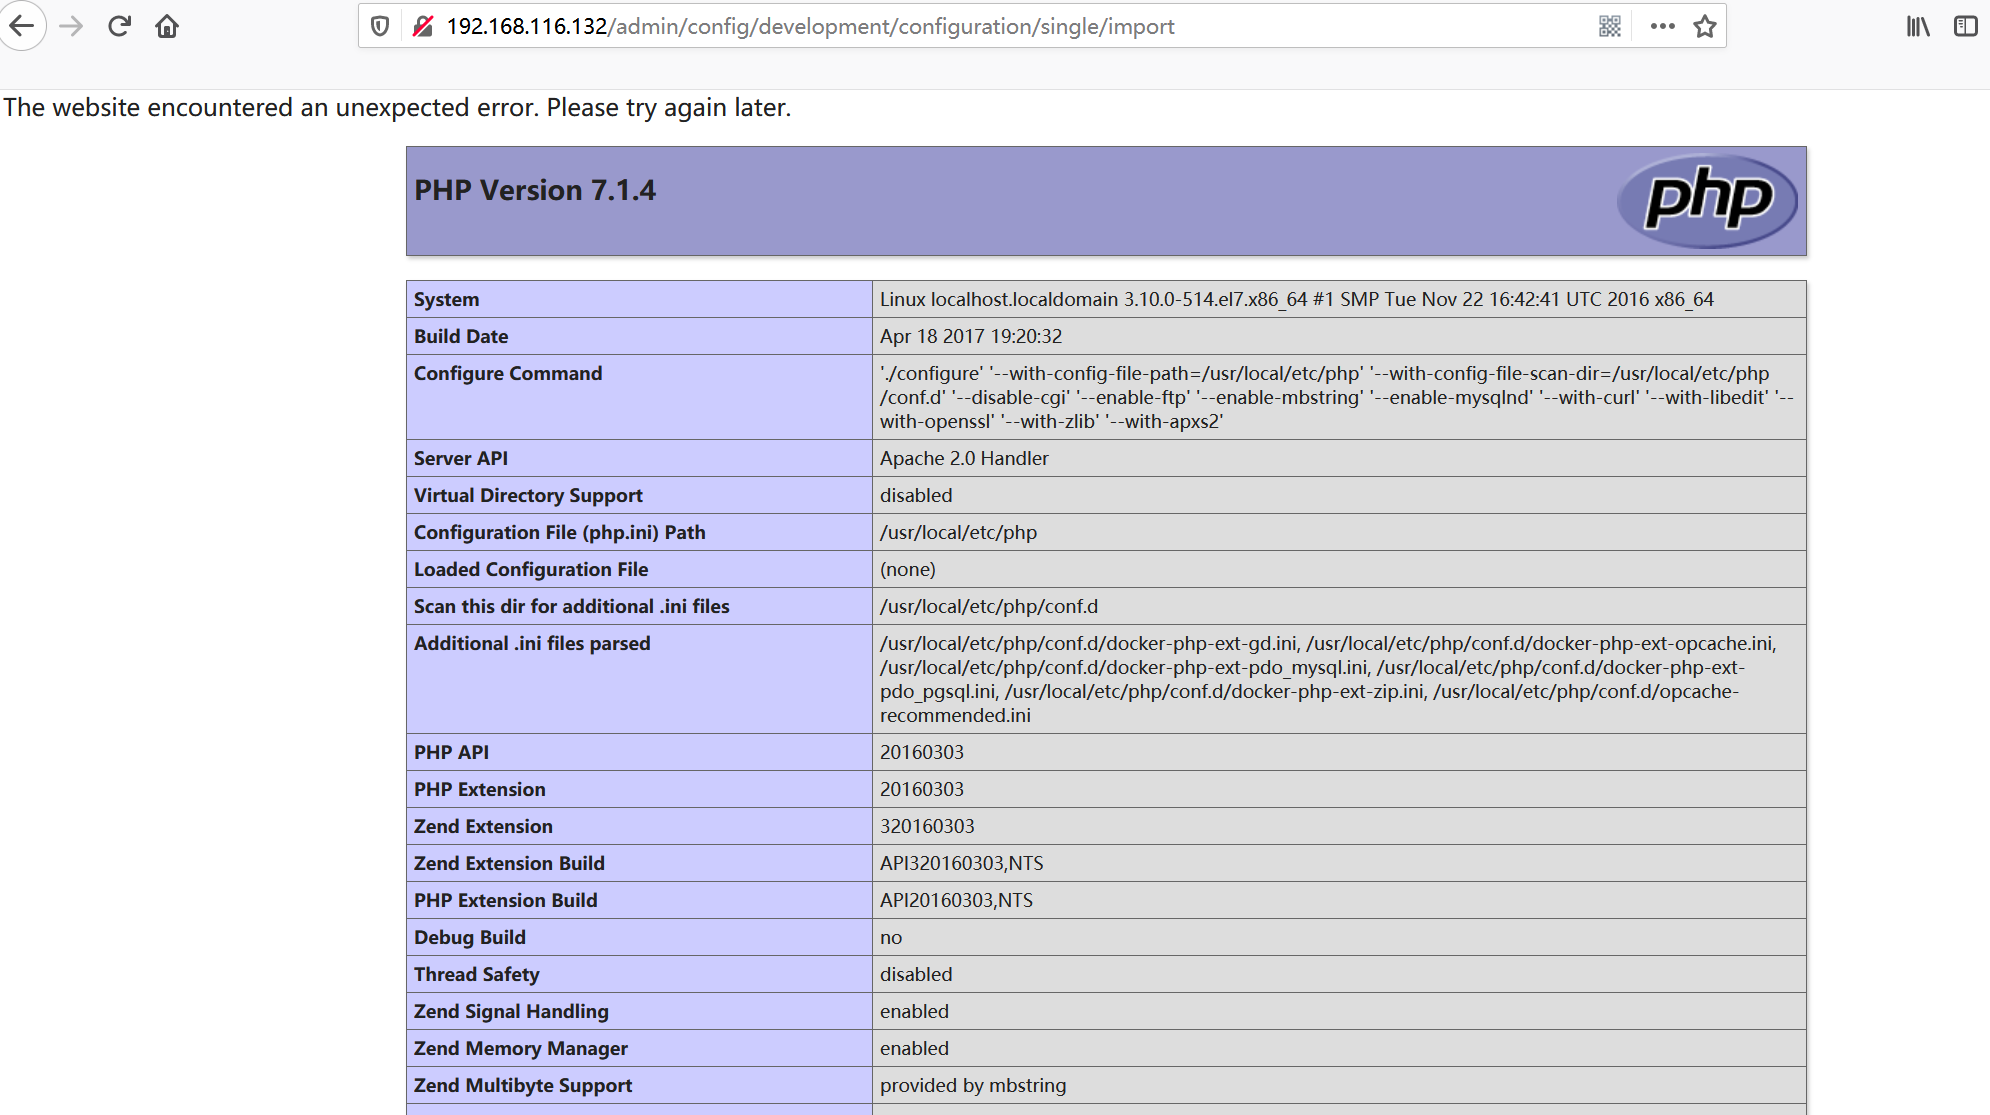 192.168.116.132/admin/config/development/configuration/single/import
The website encountered an unexpected error. Please try again later.
PHP Version 7.1.4
php
System Linux localhost.localdomain 3.10.0-514.el7.x86_64 #1 SMP Tue Nov 22 16:42:41 UTC 2016 x86_64
Build Date Apr 18 2017 19:20:32
Configure Command './configure' '--with-config-file-path=/usr/local/etc/php' '--with-config-file-scan-dir=/usr/local/etc/php
/conf.d' '--disable-cgi' '--enable-ftp' '--enable-mbstring' '--enable-mysqlnd' '--with-curl' '--with-libedit' '--
with-openssl' '--with-zlib' '--with-apxs2'
Server API Apache 2.0 Handler
Virtual Directory Support disabled
Configuration File (php.ini) Path /usr/local/etc/php
Loaded Configuration File (none)
Scan this dir for additional .ini files /usr/local/etc/php/conf.d
Additional .ini files parsed /usr/local/etc/php/conf.d/docker-php-ext-gd.ini, /usr/local/etc/php/conf.d/docker-php-ext-opcache.ini,
/usr/local/etc/php/conf.d/docker-php-ext-pdo_mysql.ini, /usr/local/etc/php/conf.d/docker-php-ext-
pdo_pgsql.ini, /usr/local/etc/php/conf.d/docker-php-ext-zip.ini, /usr/local/etc/php/conf.d/opcache-
recommended.ini
PHP API 20160303
PHP Extension 20160303
Zend Extension 320160303
Zend Extension Build API320160303,NTS
PHP Extension Build API20160303,NTS
Debug Build no
Thread Safety disabled
Zend Signal Handling enabled
Zend Memory Manager enabled
Zend Multibyte Support provided by mbstring